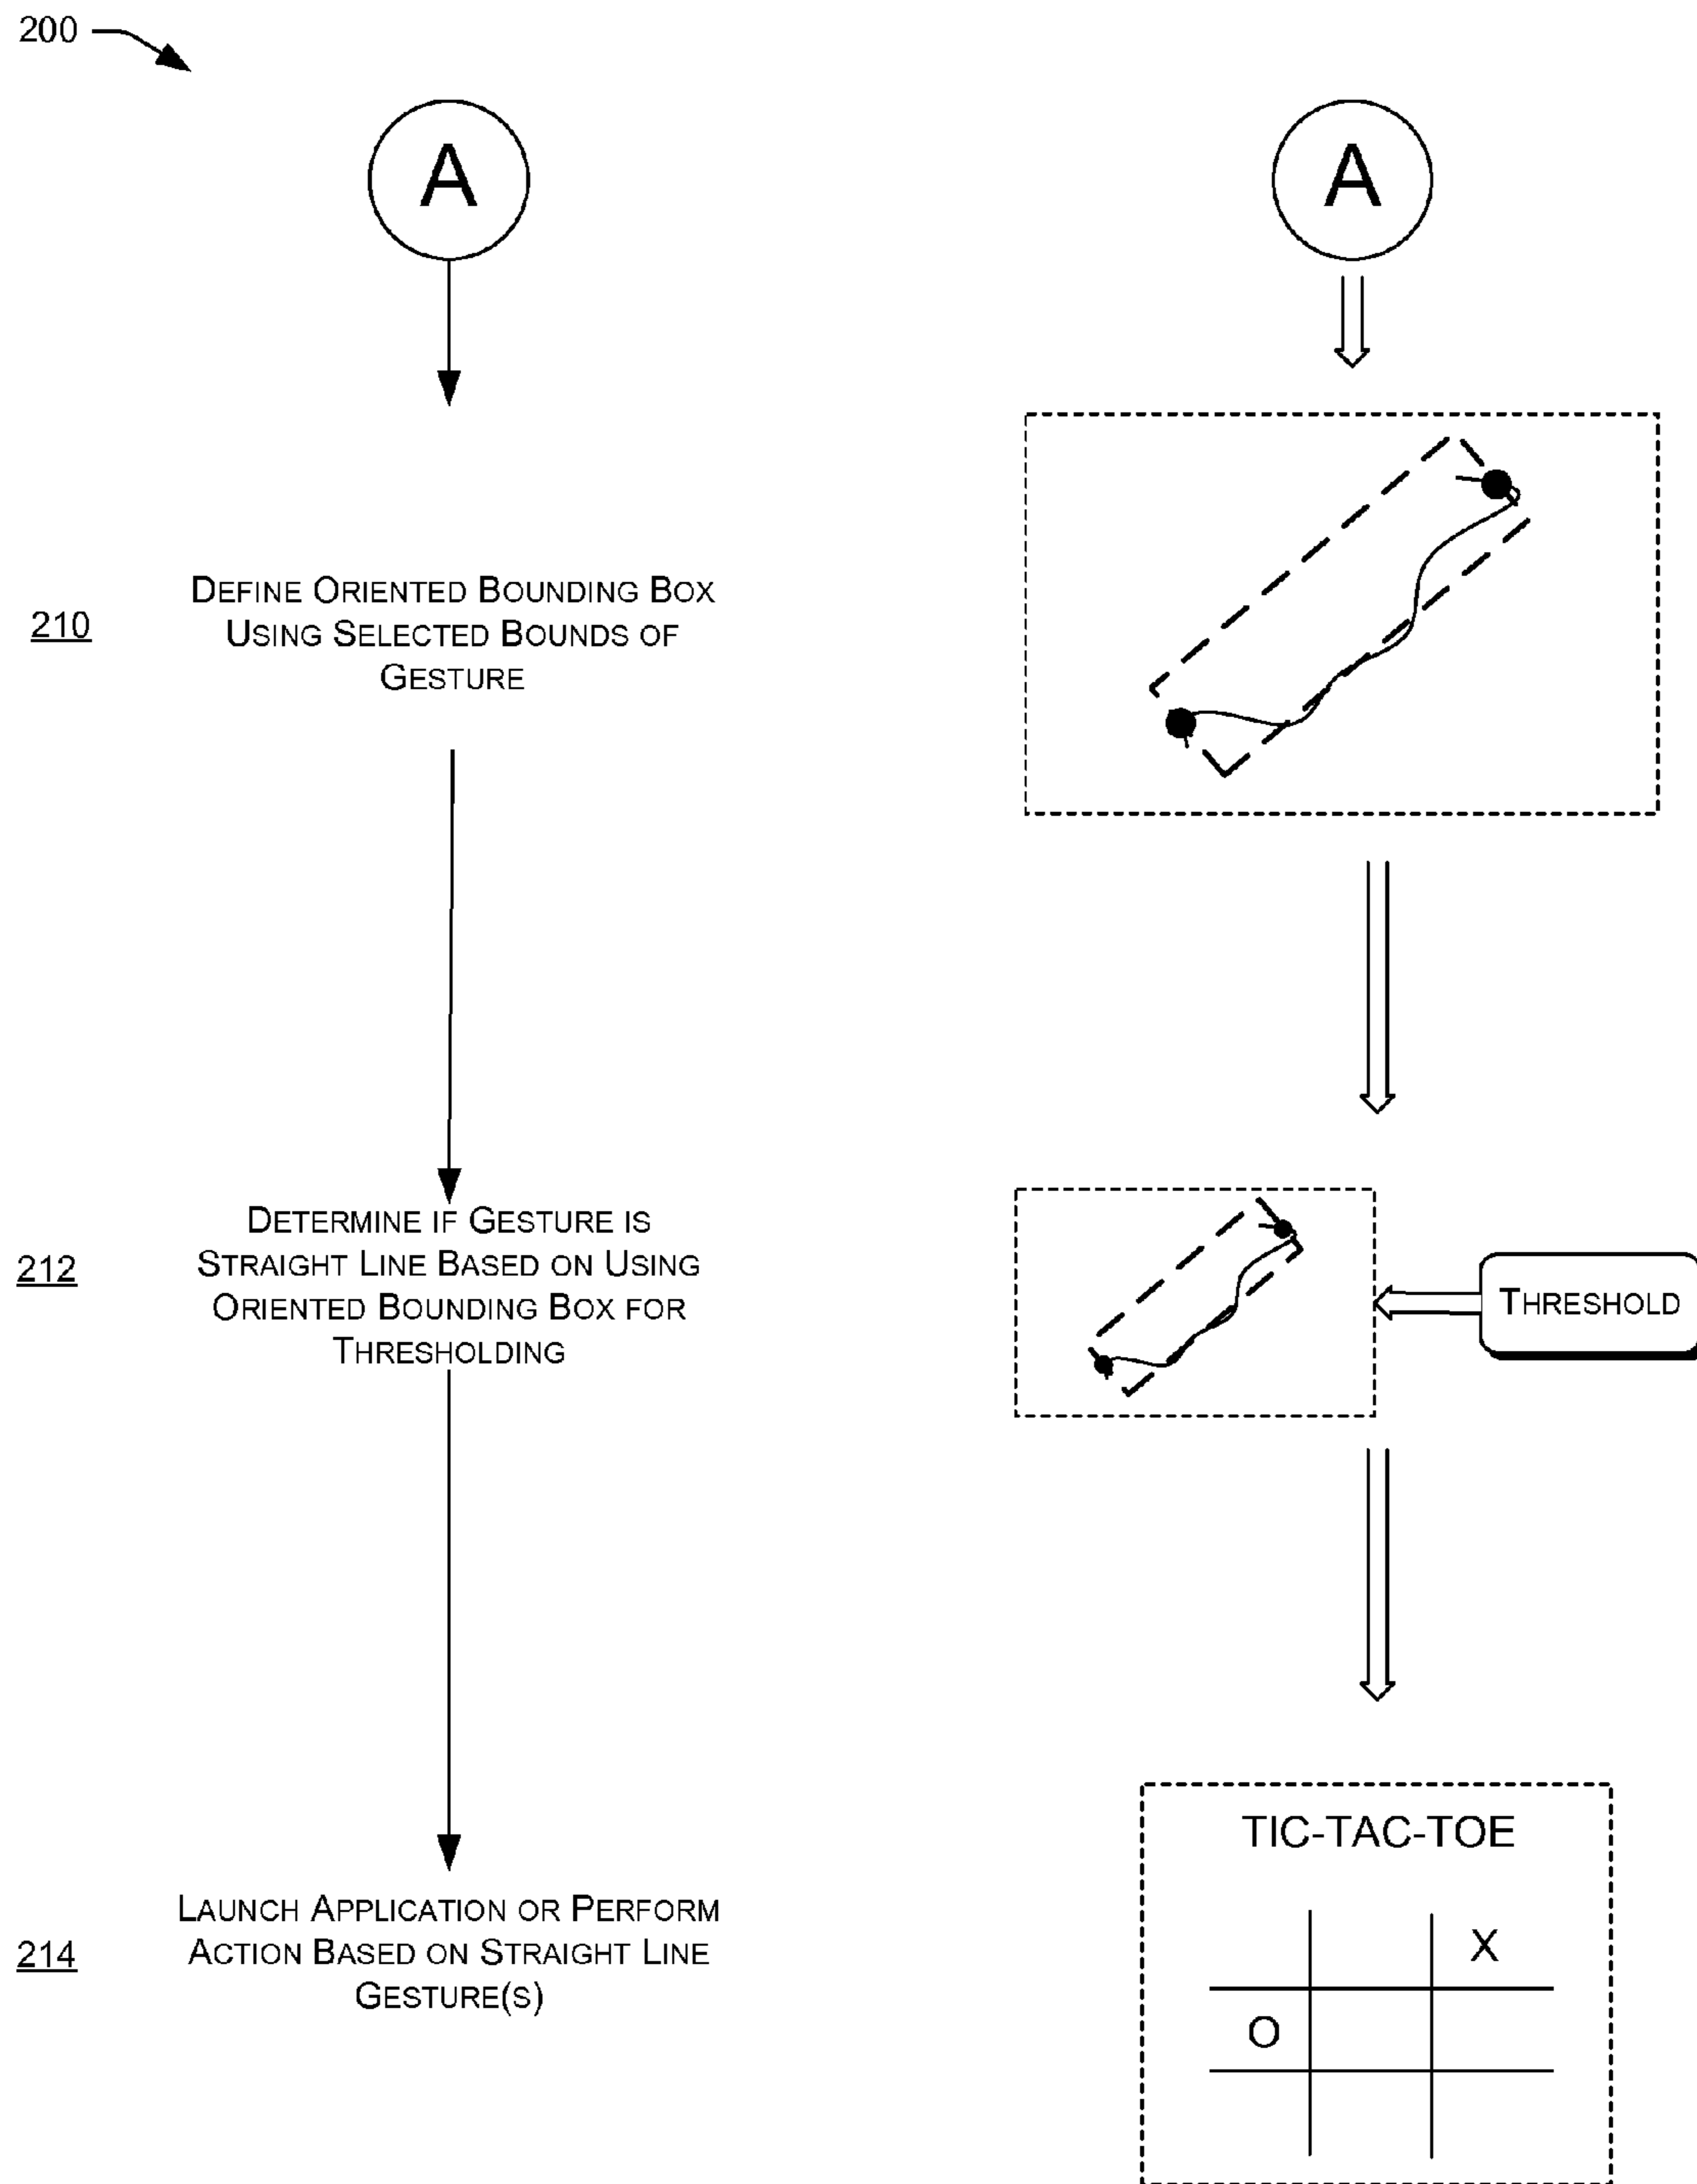 200
A
A
210
DEFINE ORIENTED BOUNDING BOX
USING SELECTED BOUNDS OF
GESTURE
212
DETERMINE IF GESTURE IS
STRAIGHT LINE BASED ON USING
ORIENTED BOUNDING BOX FOR
THRESHOLDING
THRESHOLD
214
LAUNCH APPLICATION OR PERFORM
ACTION BASED ON STRAIGHT LINE
GESTURE(S)
TIC-TAC-TOE
X
O